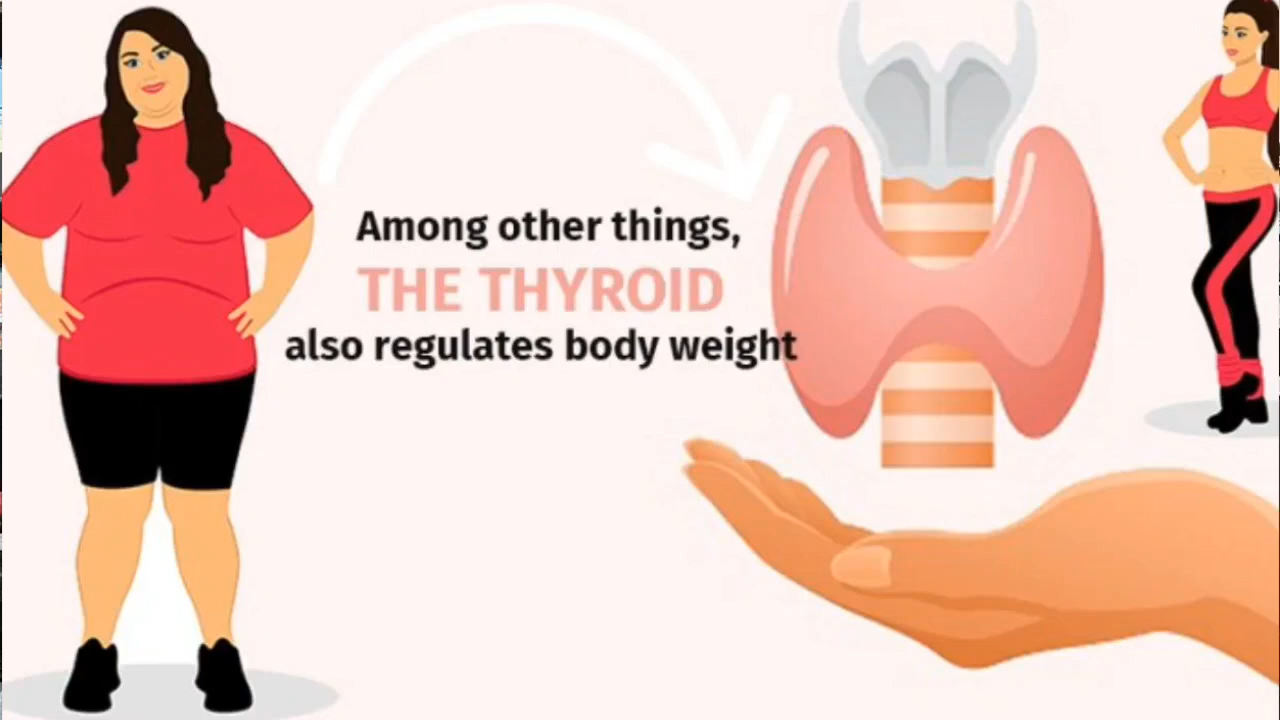 Among other things,
THE THYROID
also regulates body weight